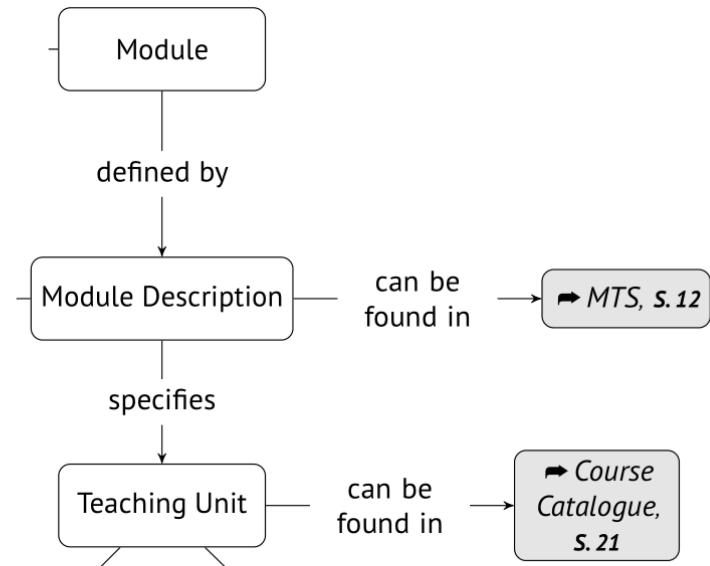 Module
defined by
Module Description
can be
found in
➦ MTS, S. 12
specifies
Teaching Unit
can be
found in
➦ Course
Catalogue,
S. 21